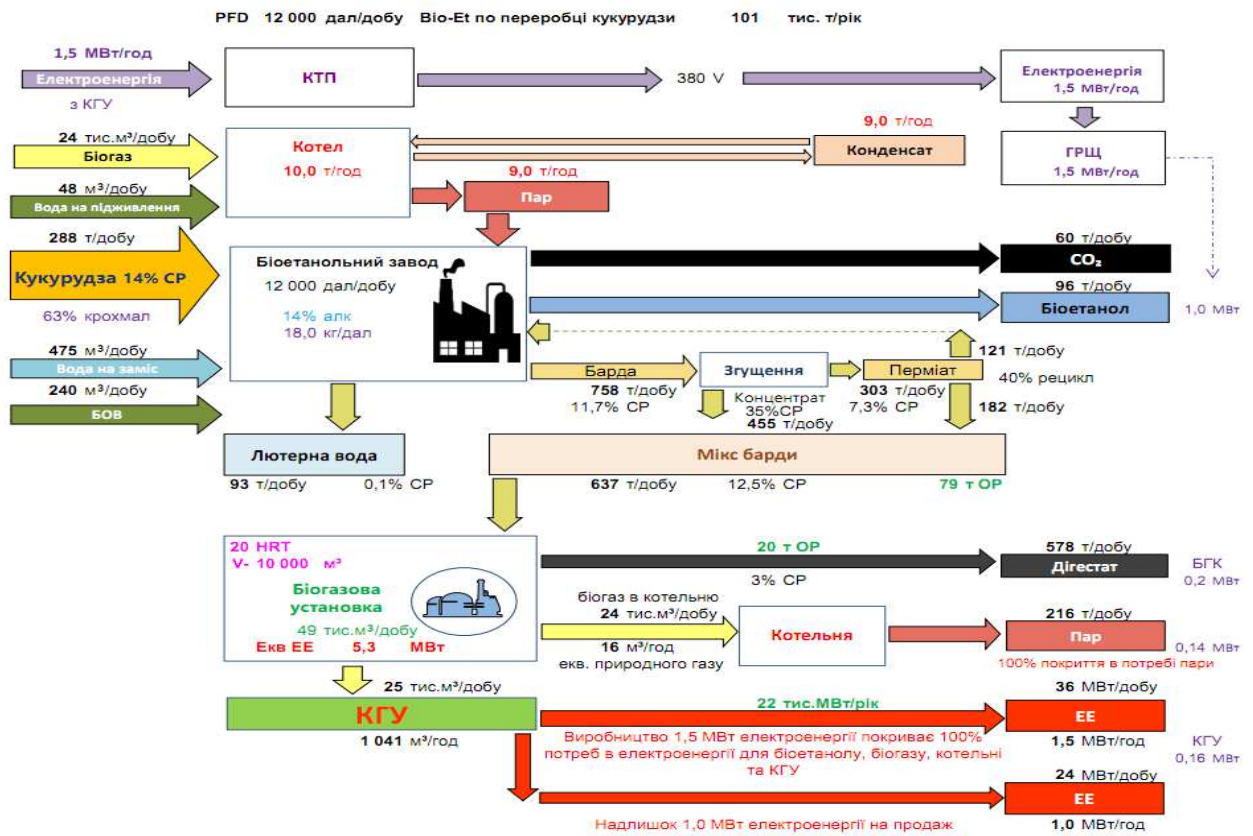 PFD 12 000 дал/добу Bio-Et по переробці кукурудзи 101 тис. т/рік
1,5 МВт/год
Електроенергія
з КГУ
КТП
380 V
Електроенергія
1,5 МВт/год
24 тис.м³/добу
Біогаз
48 м³/добу
Вода на підживлення
Котел
10,0 т/год
9,0 т/год
Пар
9,0 т/год
Конденсат
ГРЩ
1,5 МВт/год
288 т/добу
Кукурудза 14% СР
63% крохмал
475 м³/добу
Вода на заміс
240 м³/добу
БОВ
Біоетанольний завод
12 000 дал/добу
14% алк
18,0 кг/дал
60 т/добу
CO₂
96 т/добу
Біоетанол
1,0 МВт
Барда
758 т/добу
11,7% СР
Згущення
Концентрат
35%СР
455 т/добу
Перміат
303 т/добу
7,3% СР
121 т/добу
40% рецикл
182 т/добу
Лютерна вода
93 т/добу 0,1% СР
Мікс барди
637 т/добу 12,5% СР 79 т ОР
20 HRT
V- 10 000 м³
Біогазова
установка
49 тис.м³/добу
Екв ЕЕ 5,3 МВт
20 т ОР
3% СР
578 т/добу
Дігестат
БГК
0,2 МВт
біогаз в котельню
24 тис.м³/добу
16 м³/год
екв. природного газу
Котельня
216 т/добу
Пар
0,14 МВт
100% покриття в потребі пари
25 тис.м³/добу
КГУ
1 041 м³/год
22 тис.МВт/рік
Виробництво 1,5 МВт електроенергії покриває 100%
потреб в електроенергії для біоетанолу, біогазу, котельні
та КГУ
36 МВт/добу
ЕЕ
1,5 МВт/год
КГУ
0,16 МВт
24 МВт/добу
ЕЕ
1,0 МВт/год
Надлишок 1,0 МВт електроенергії на продаж